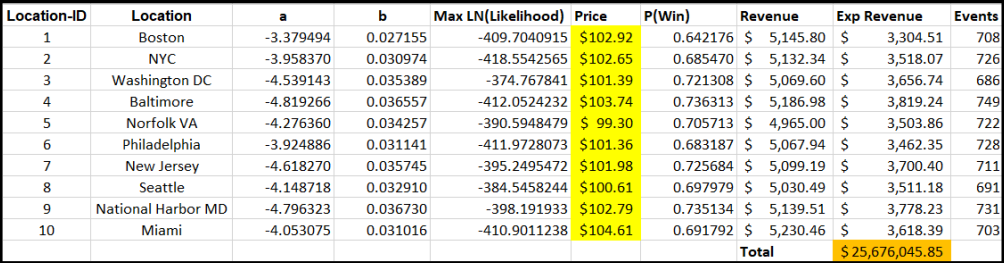 Location-ID Location a b Max LN(Likelihood) Price P(Win) Revenue Exp Revenue Events
1 Boston -3.379494 0.027155 -409.7040915 $102.92 0.642176 $ 5,145.80 $ 3,304.51 708
2 NYC -3.958370 0.030974 -418.5542565 $102.65 0.685470 $ 5,132.34 $ 3,518.07 726
3 Washington DC -4.539143 0.035389 -374.767841 $101.39 0.721308 $ 5,069.60 $ 3,656.74 686
4 Baltimore -4.819266 0.036557 -412.0524232 $103.74 0.736313 $ 5,186.98 $ 3,819.24 749
5 Norfolk VA -4.276360 0.034257 -390.5948479 $ 99.30 0.705713 $ 4,965.00 $ 3,503.86 722
6 Philadelphia -3.924886 0.031141 -411.9728073 $101.36 0.683187 $ 5,067.94 $ 3,462.35 728
7 New Jersey -4.618270 0.035745 -395.2495472 $101.98 0.725684 $ 5,099.19 $ 3,700.40 711
8 Seattle -4.148718 0.032910 -384.5458244 $100.61 0.697979 $ 5,030.49 $ 3,511.18 691
9 National Harbor MD -4.796323 0.036730 -398.191933 $102.79 0.735134 $ 5,139.51 $ 3,778.23 731
10 Miami -4.053075 0.031016 -410.9011238 $104.61 0.691792 $ 5,230.46 $ 3,618.39 703
Total $ 25,676,045.85